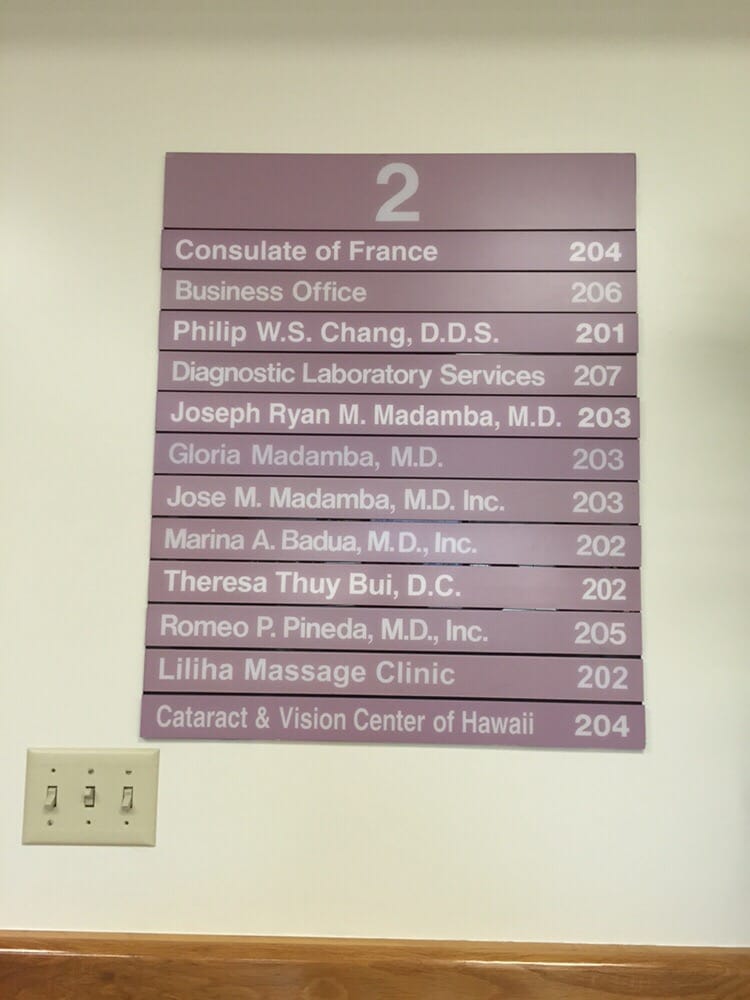 2
Consulate of France 204
Business Office 206
Philip W.S. Chang, D.D.S. 201
Diagnostic Laboratory Services 207
Joseph Ryan M. Madamba, M.D. 203
Gloria Madamba, M.D. 203
Jose M. Madamba, M.D. Inc. 203
Marina A. Badua, M.D., Inc. 202
Theresa Thuy Bui, D.C. 202
Romeo P. Pineda, M.D., Inc. 205
Liliha Massage Clinic 202
Cataract & Vision Center of Hawaii 204